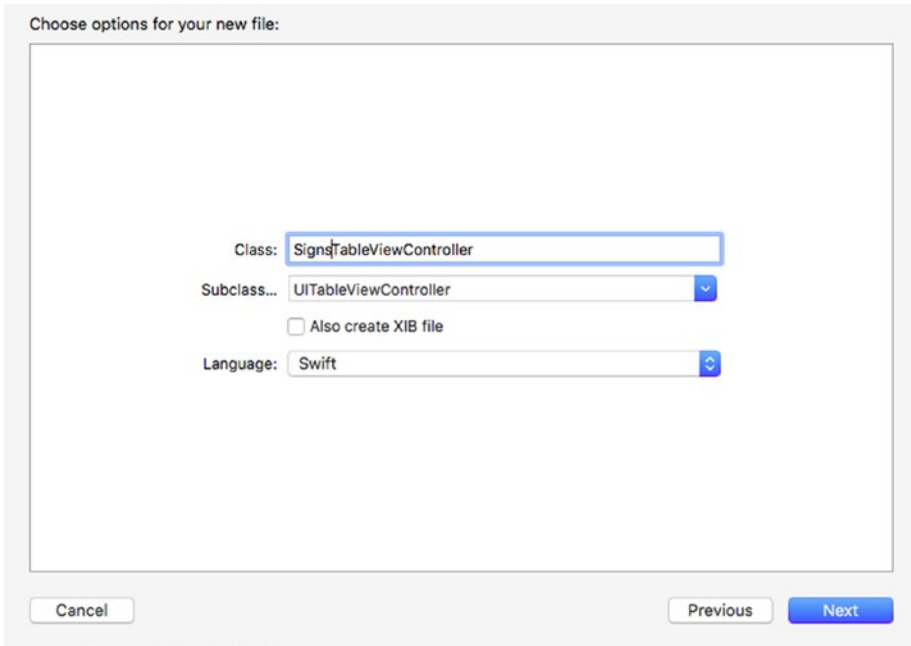 Choose options for your new file:
Class: SignsTableViewController
Subclass... UITableViewController
Also create XIB file
Language: Swift
Cancel Previous Next